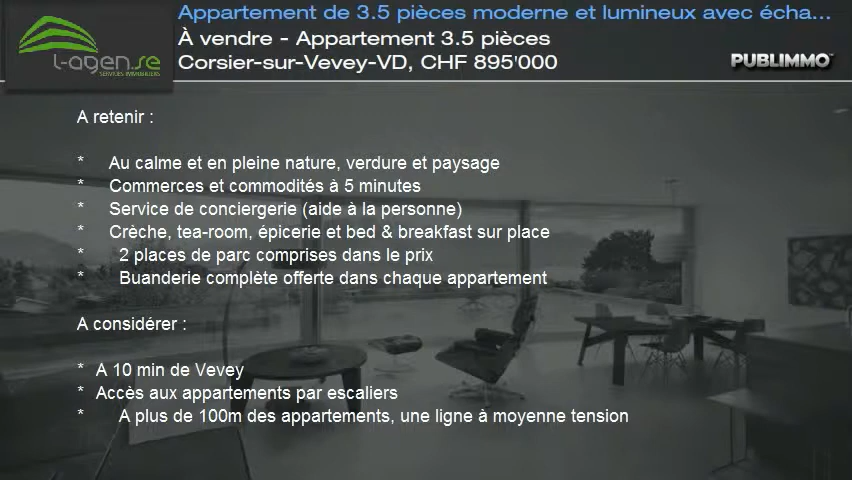 Appartement de 3.5 pièces moderne et lumineux avec écha...
À vendre - Appartement 3.5 pièces
Corsier-sur-Vevey-VD, CHF 895'000
l-agen.se
SERVICES IMMOBILIERS
PUBLIMMO
A retenir :
* Au calme et en pleine nature, verdure et paysage
* Commerces et commodités à 5 minutes
* Service de conciergerie (aide à la personne)
* Crèche, tea-room, épicerie et bed & breakfast sur place
* 2 places de parc comprises dans le prix
* Buanderie complète offerte dans chaque appartement
A considérer :
* A 10 min de Vevey
* Accès aux appartements par escaliers
* A plus de 100m des appartements, une ligne à moyenne tension